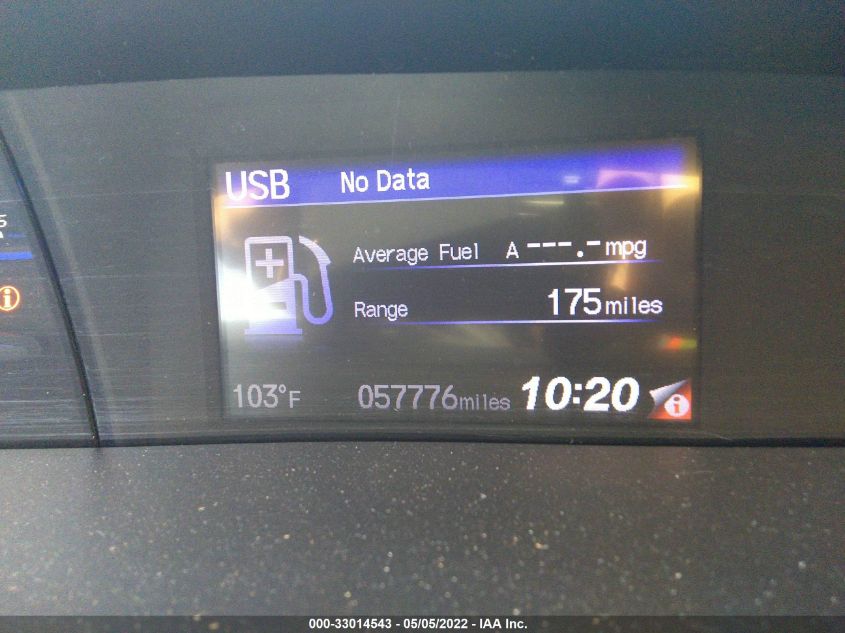 USB No Data
Average Fuel A ---.- mpg
Range 175 miles
103°F 057776 miles 10:20 i
i
000-33014543 - 05/05/2022 - IAA Inc.